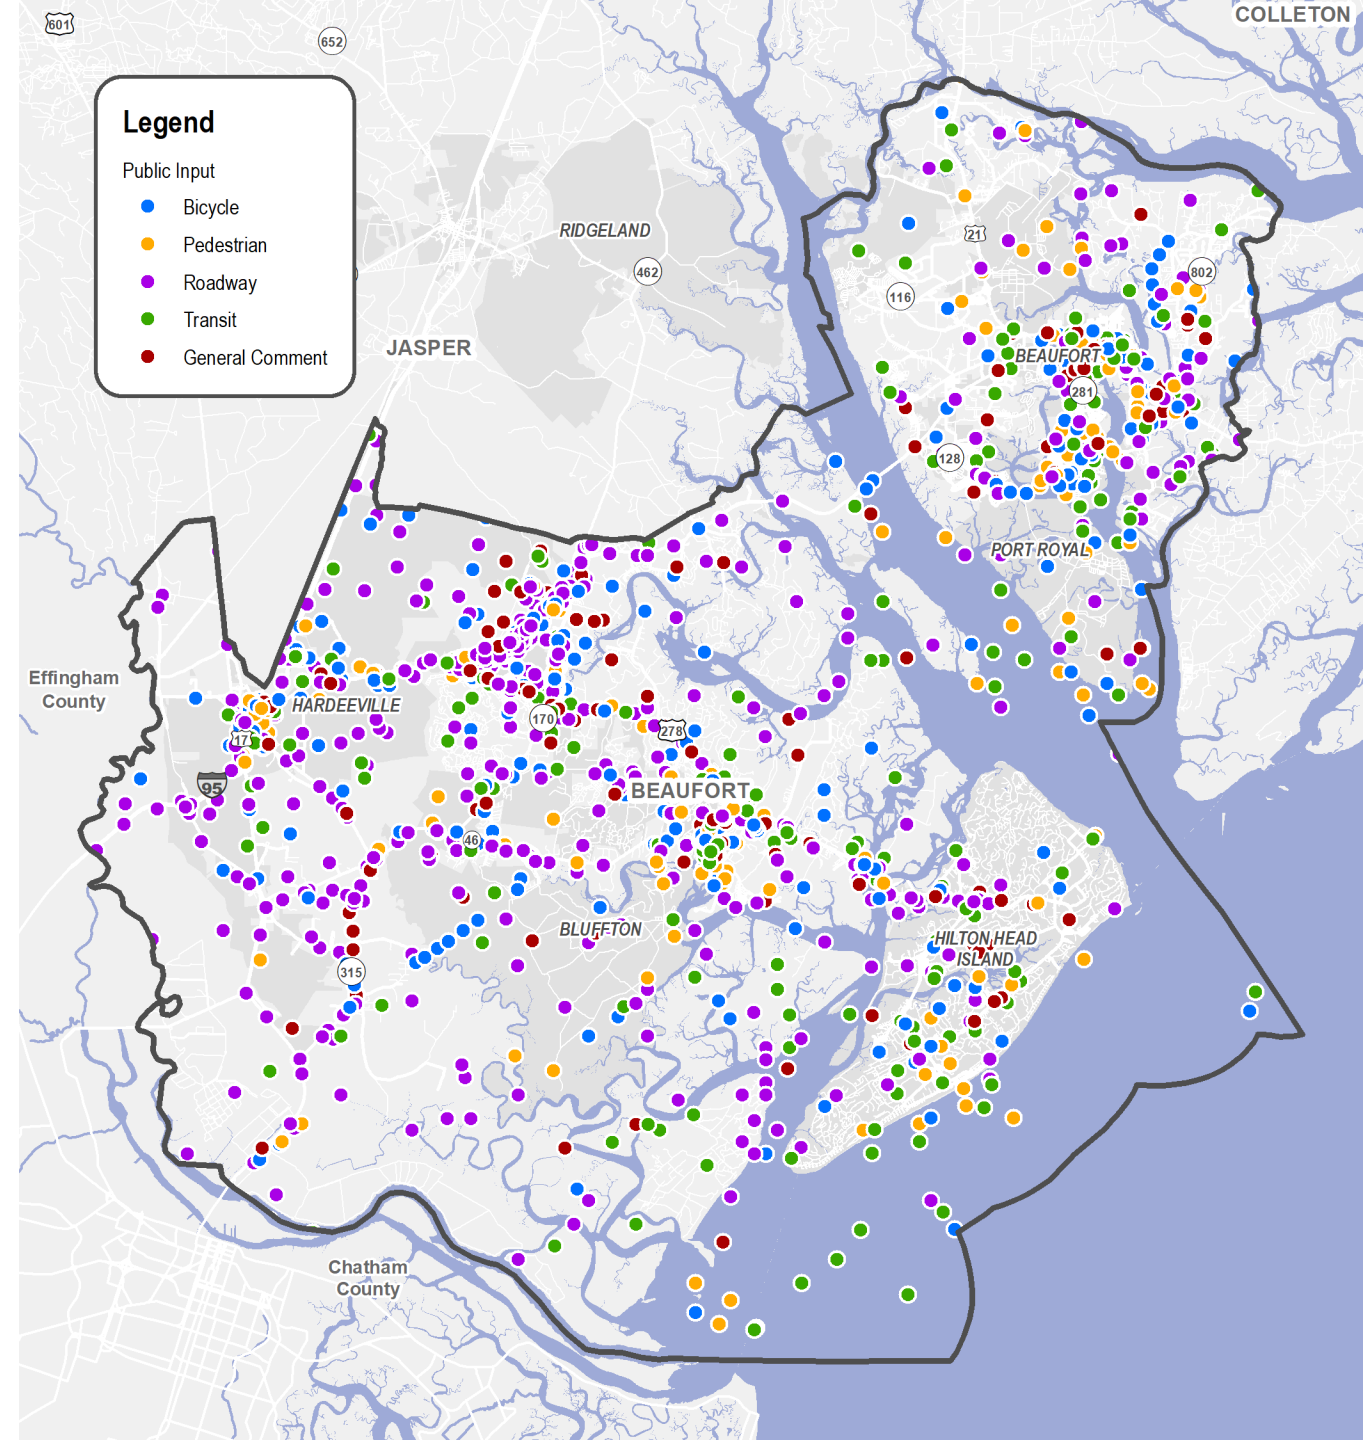 COLLETON
601
652
Legend
Public Input
Bicycle
Pedestrian
Roadway
Transit
General Comment
RIDGELAND
21
462
802
116
JASPER
BEAUFORT
281
128
PORT ROYAL
Effingham
County
HARDEEVILLE
170
278
17
95
BEAUFORT
46
BLUFFTON
HILTON HEAD
ISLAND
315
Chatham
County